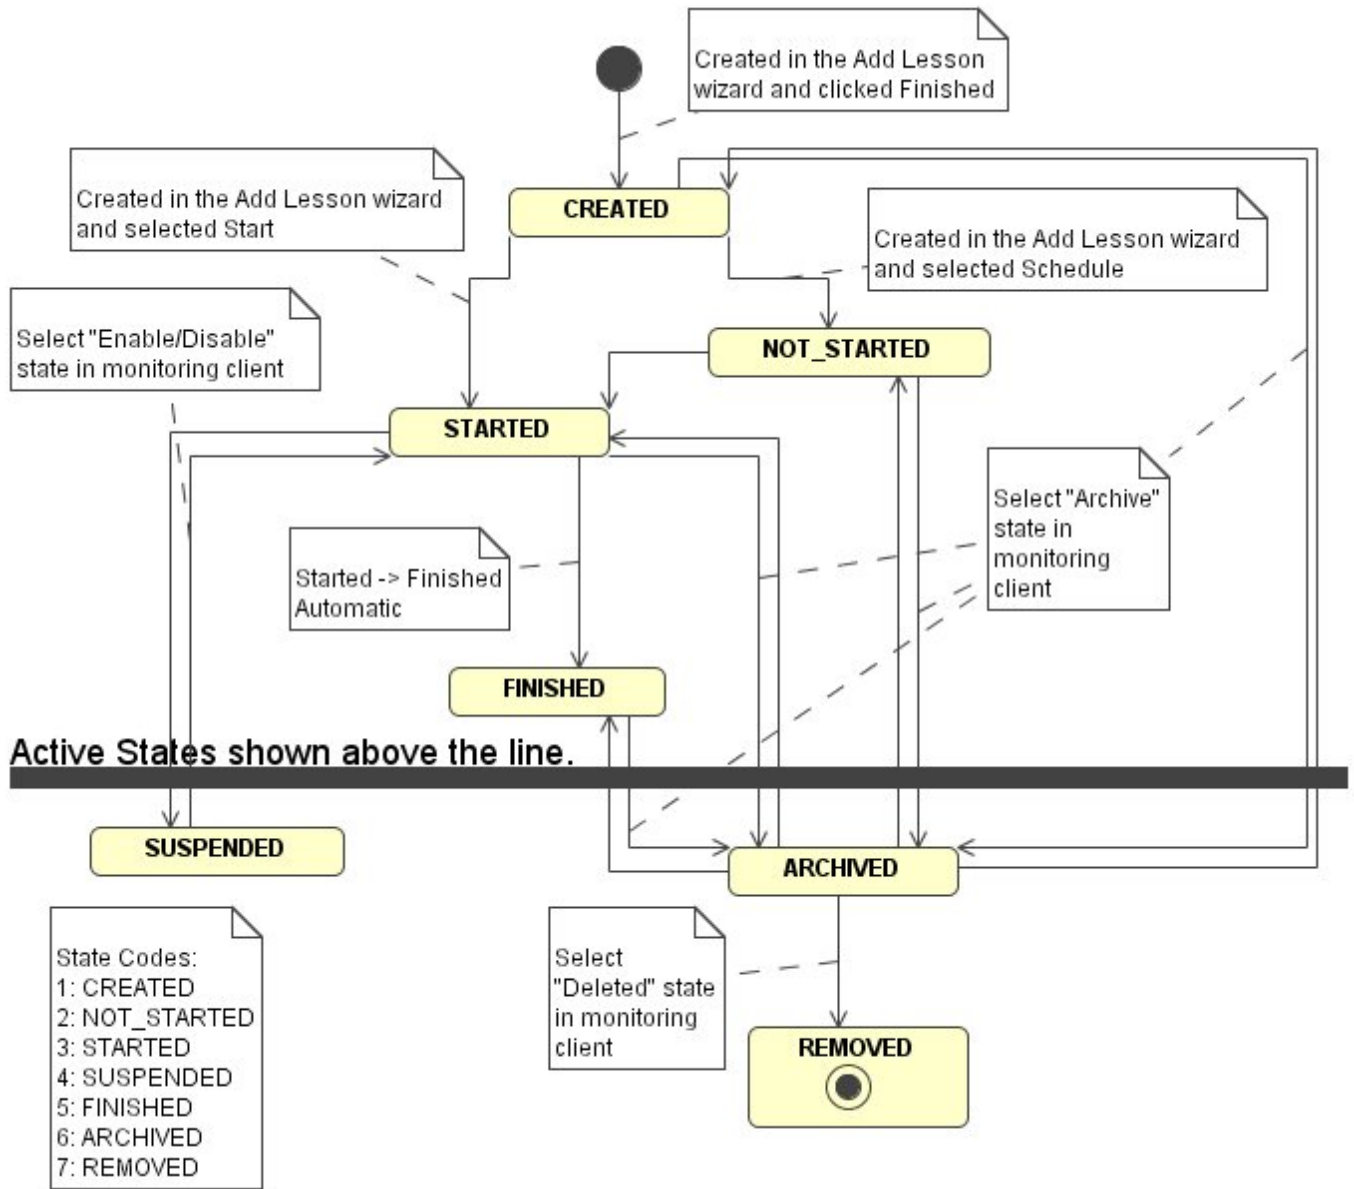 Created in the Add Lesson
wizard and clicked Finished
Created in the Add Lesson wizard
and selected Start
CREATED
Created in the Add Lesson wizard
and selected Schedule
Select "Enable/Disable"
state in monitoring client
NOT_STARTED
STARTED
Select "Archive"
state in
monitoring
client
Started -> Finished
Automatic
FINISHED
Active States shown above the line.
SUSPENDED
ARCHIVED
State Codes:
1: CREATED
2: NOT_STARTED
3: STARTED
4: SUSPENDED
5: FINISHED
6: ARCHIVED
7: REMOVED
Select
"Deleted" state
in monitoring
client
REMOVED